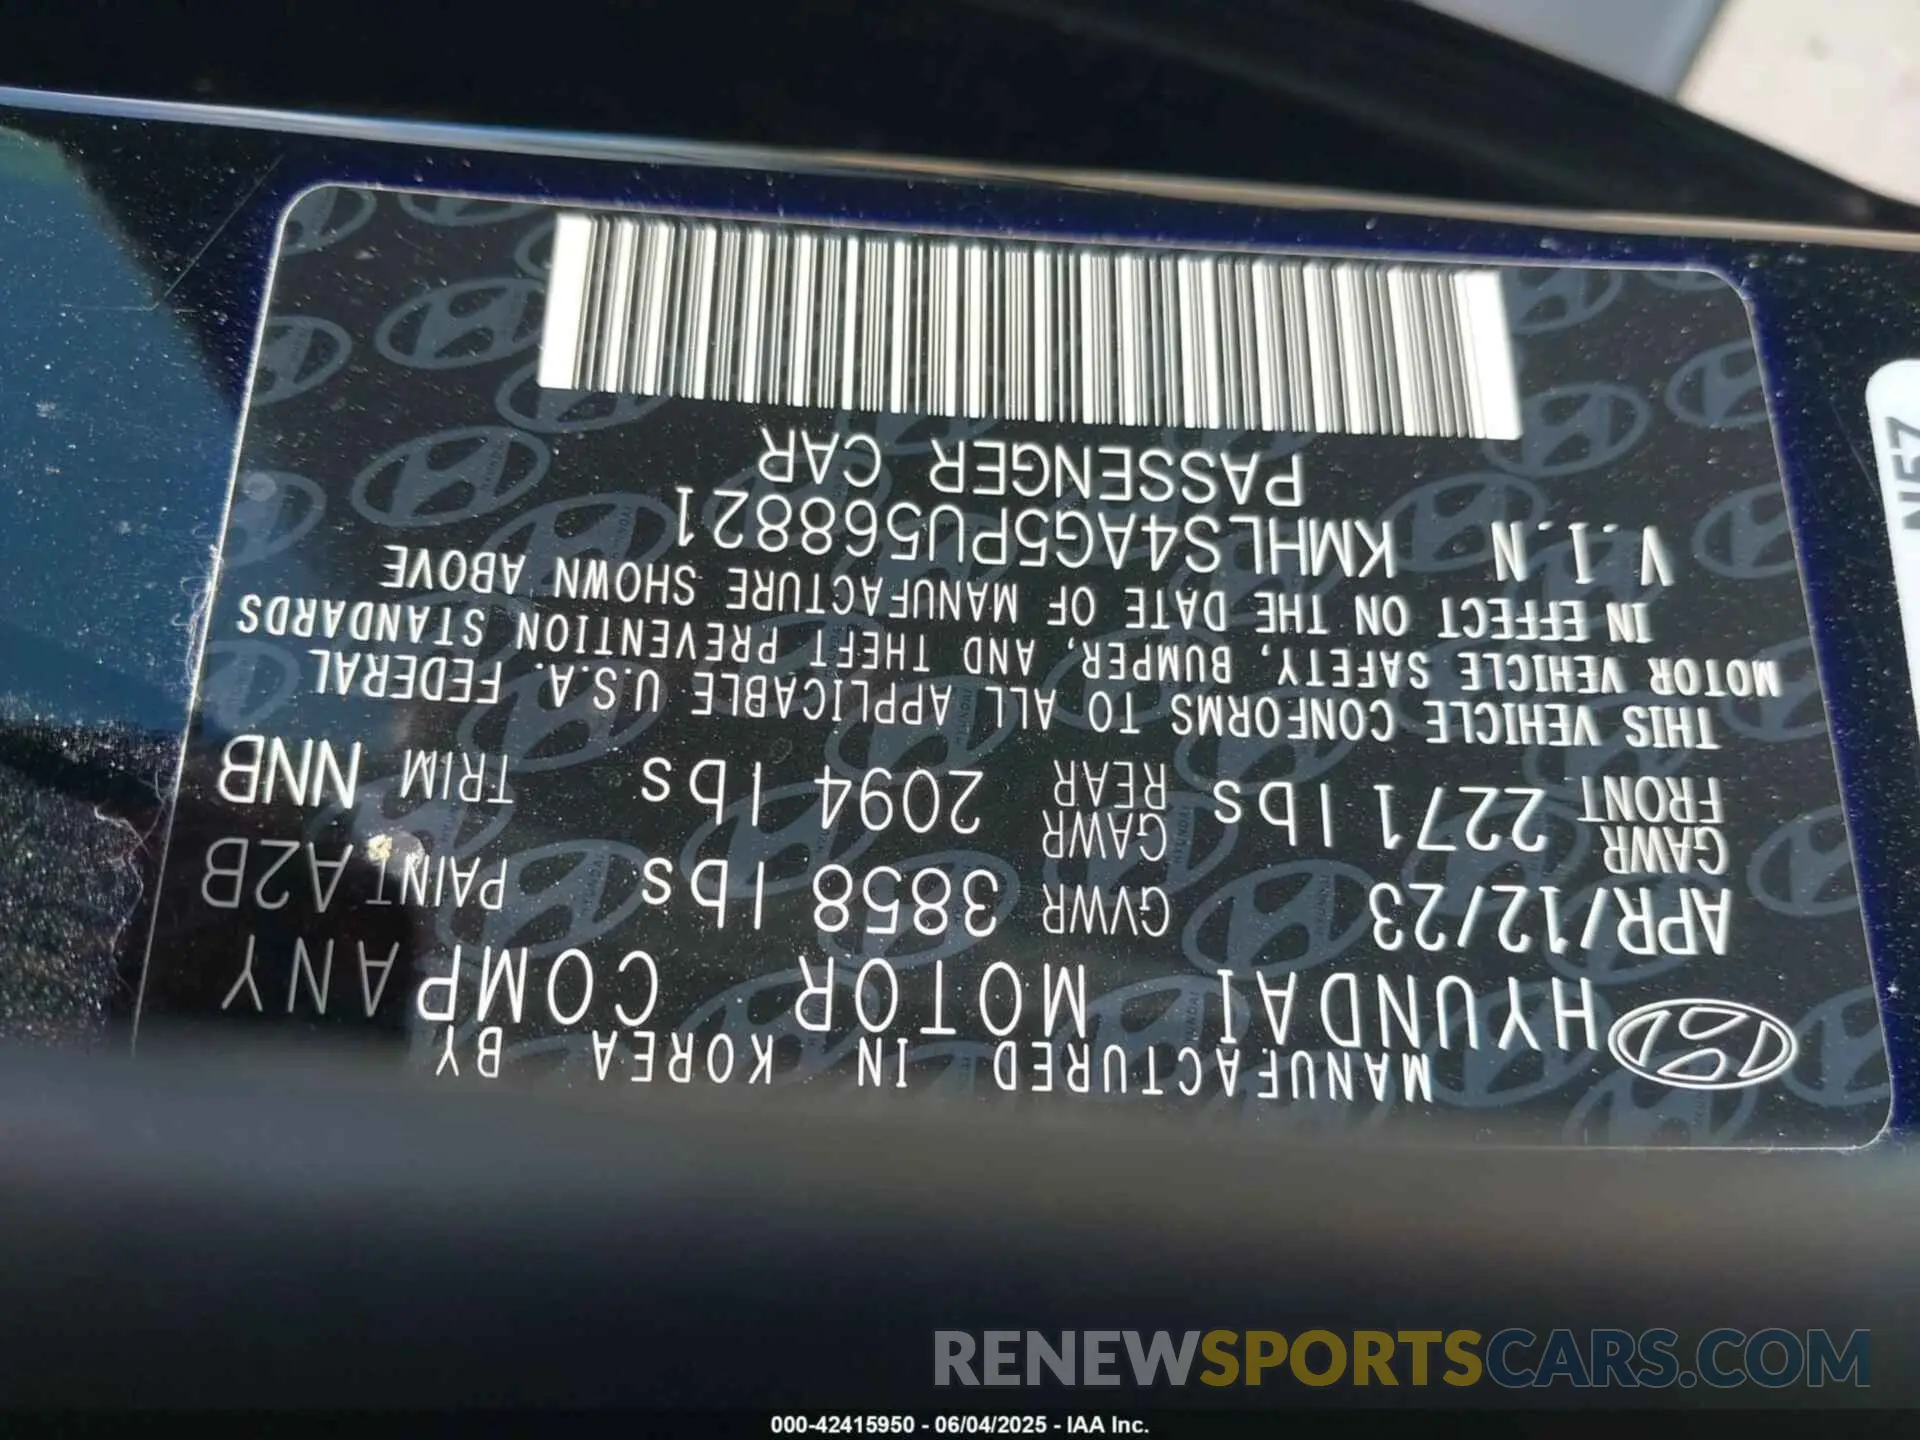 MANUFACTURED IN KOREA BY
HYUNDAI MOTOR COMPANY
APR/12/23 GVWR 3858 lbs PAINT A2B
GAWR FRONT 2271 lbs GAWR REAR 2094 lbs TRIM NNB
THIS VEHICLE CONFORMS TO ALL APPLICABLE U.S.A. FEDERAL
MOTOR VEHICLE SAFETY, BUMPER, AND THEFT PREVENTION STANDARDS
IN EFFECT ON THE DATE OF MANUFACTURE SHOWN ABOVE
V.I.N KMHLS4AG5PU568821
PASSENGER CAR
N57
RENEWSPORTSCARS.COM
000-42415950 - 06/04/2025 - IAA Inc.